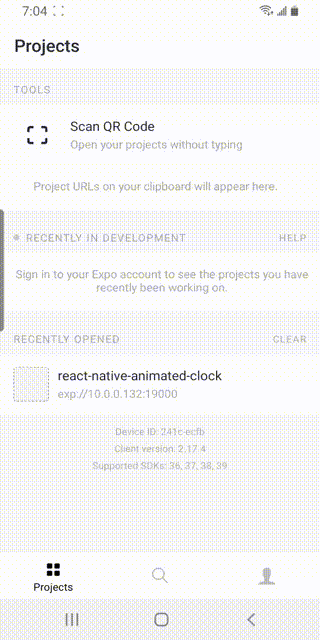 7:04
Projects
TOOLS
Scan QR Code
Open your projects without typing
Project URLs on your clipboard will appear here.
RECENTLY IN DEVELOPMENT
HELP
Sign in to your Expo account to see the projects you have
recently been working on.
RECENTLY OPENED
CLEAR
react-native-animated-clock
exp://10.0.0.132:19000
Device ID: 241c-ecfb
Client version: 2.17.4
Supported SDKs: 36, 37, 38, 39
Projects